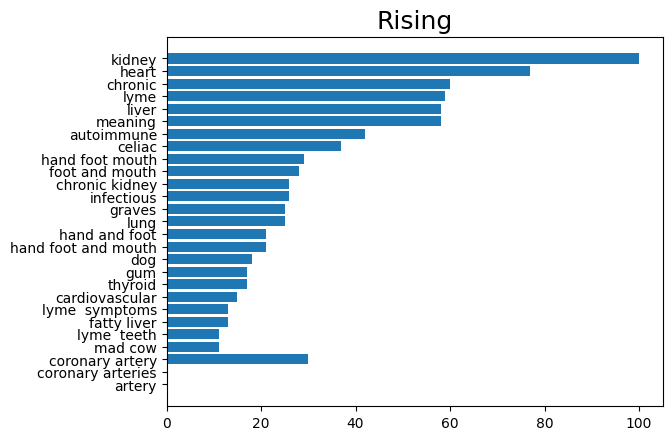 Rising
kidney
heart
chronic
lyme
liver
meaning
autoimmune
celiac
hand foot mouth
foot and mouth
chronic kidney
infectious
graves
lung
hand and foot
hand foot and mouth
dog
gum
thyroid
cardiovascular
lyme  symptoms
fatty liver
lyme  teeth
mad cow
coronary artery
coronary arteries
artery
0 20 40 60 80 100